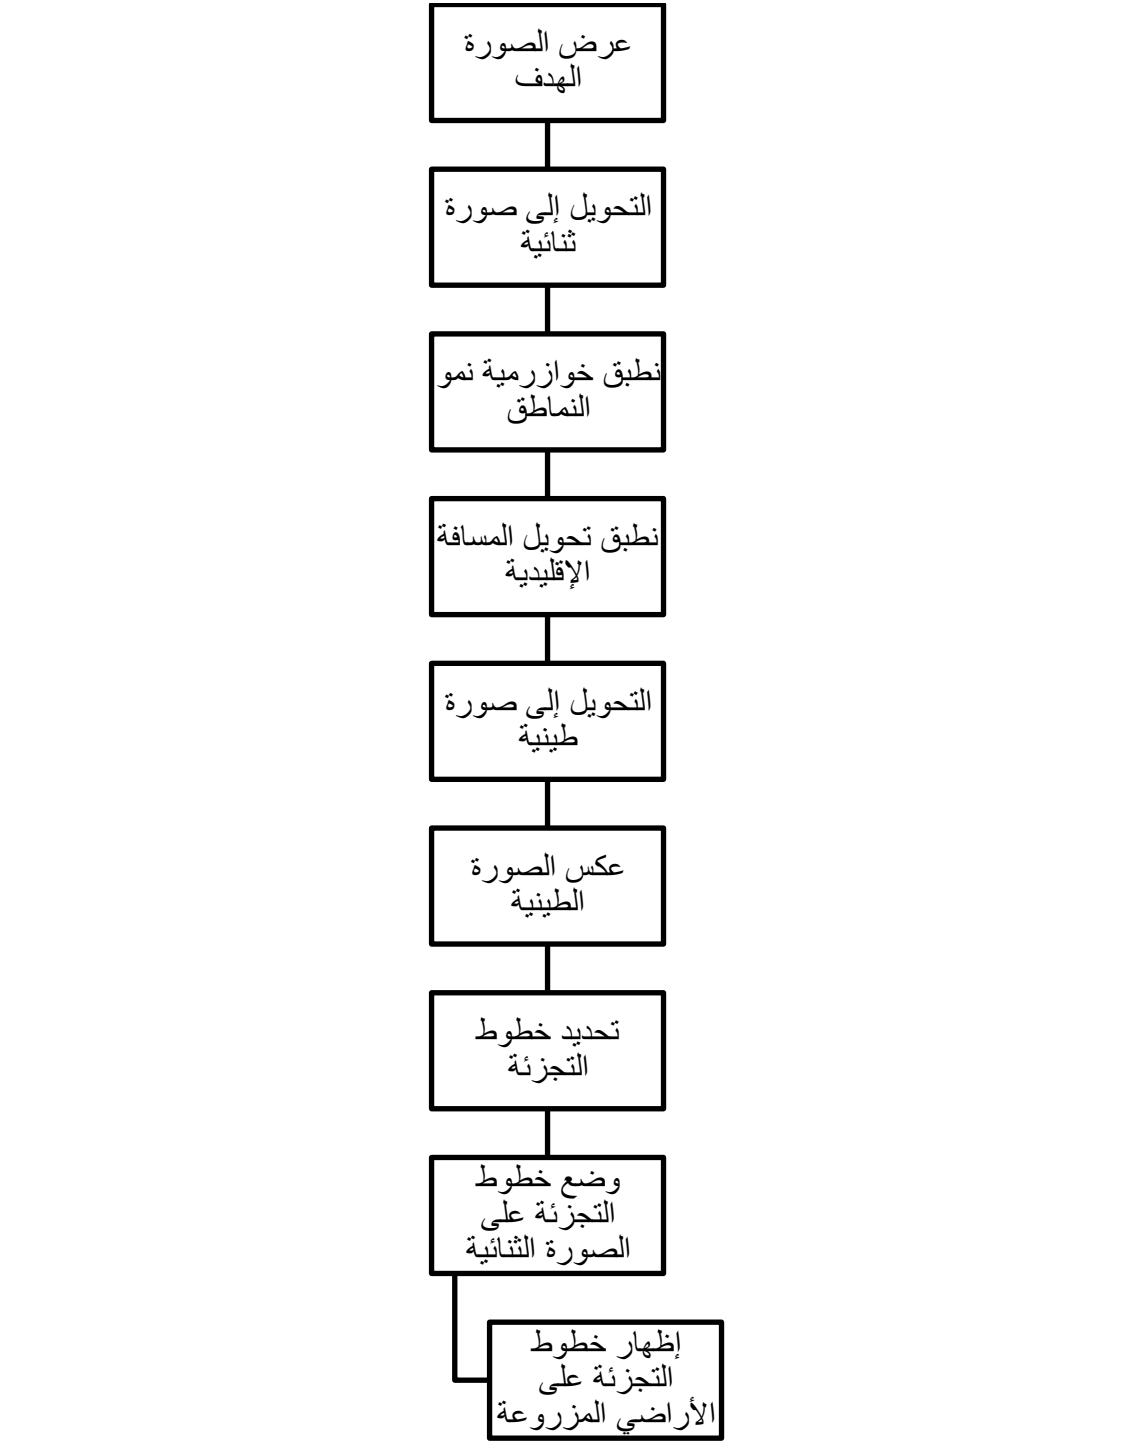 عرض الصورة
الهدف
التحويل إلى صورة
ثنائية
نطبق خوازرمية نمو
النماطق
نطبق تحويل المسافة
الإقليدية
التحويل إلى صورة
طينية
عكس الصورة
الطينية
تحديد خطوط
التجزئة
وضع خطوط
التجزئة على
الصورة الثنائية
إظهار خطوط
التجزئة على
الأراضي المزروعة